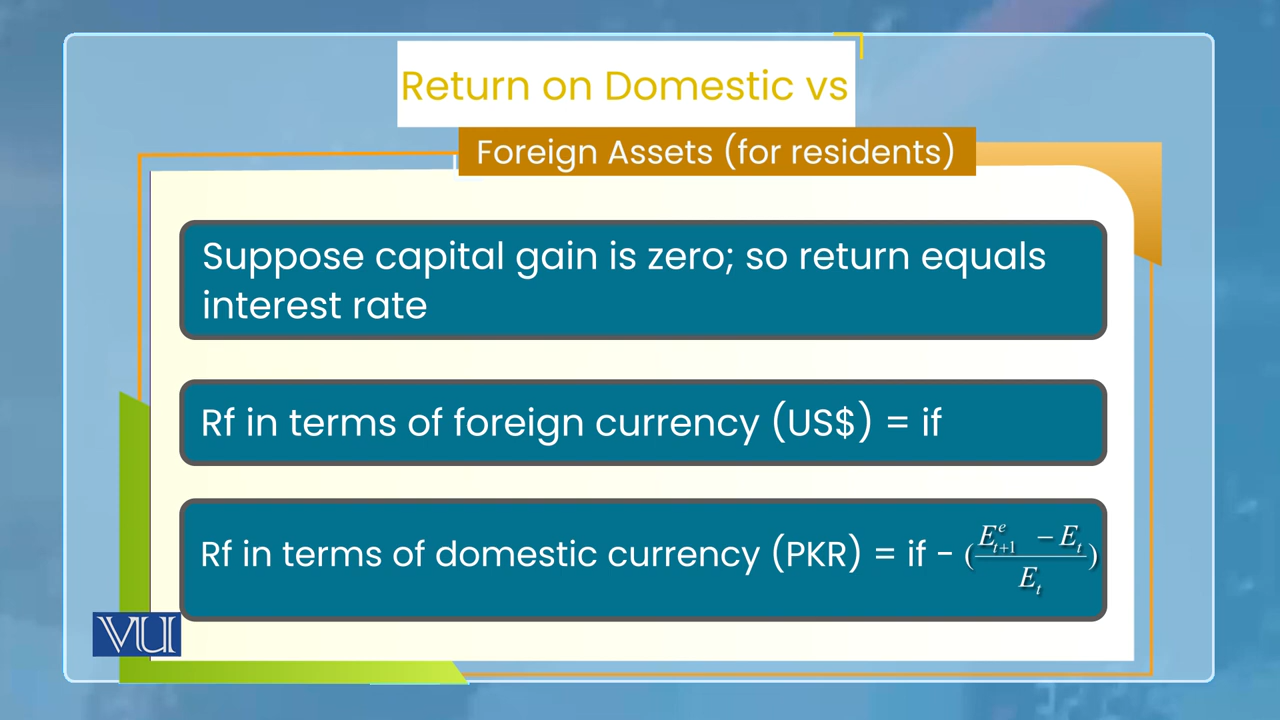 Return on Domestic vs
Foreign Assets (for residents)
Suppose capital gain is zero; so return equals
interest rate
Rf in terms of foreign currency (US$) = if
Rf in terms of domestic currency (PKR) = if - (\frac{E^e_{t+1} - E_t}{E_t})
VU